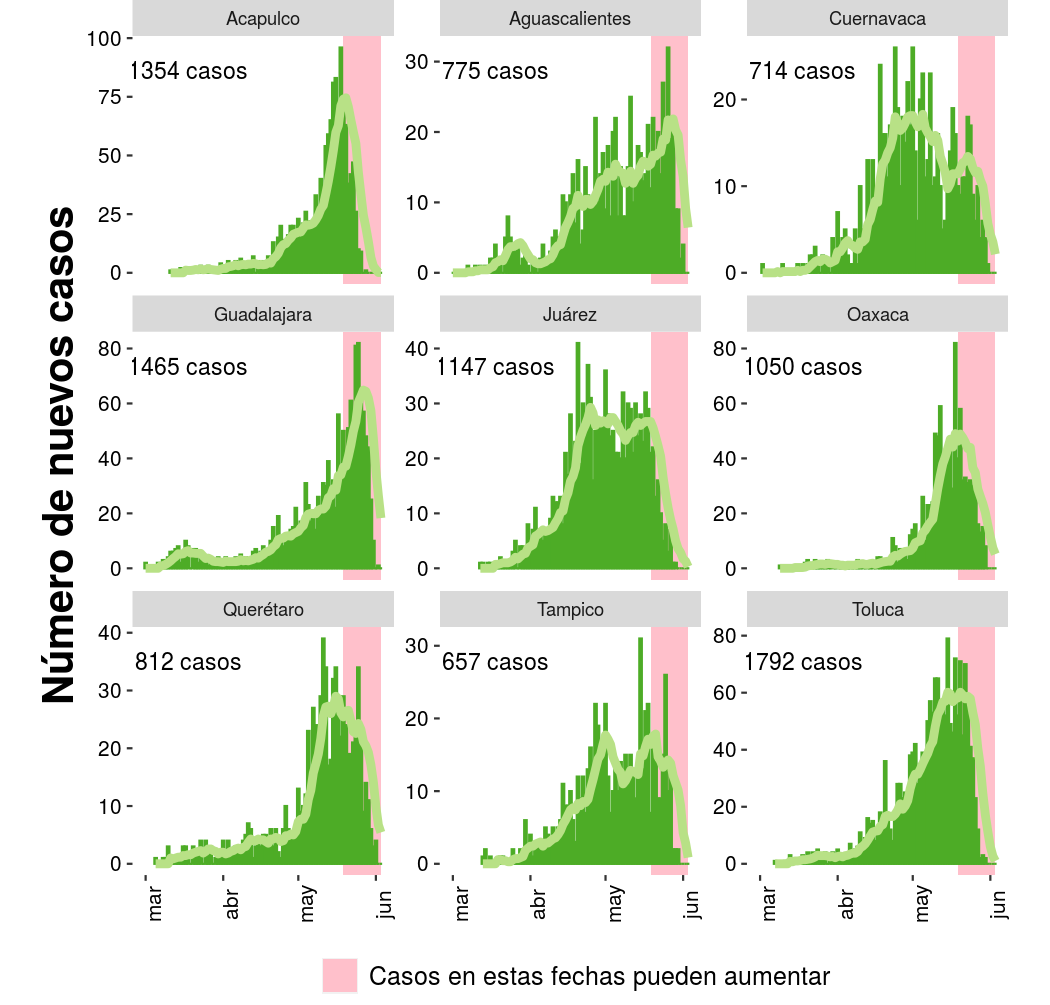 Número de nuevos casos
Acapulco
Aguascalientes
Cuernavaca
100
75
50
25
0
1354 casos
30
20
10
0
775 casos
20
10
0
714 casos
Guadalajara
Juárez
Oaxaca
80
60
40
20
0
1465 casos
40
30
20
10
0
1147 casos
80
60
40
20
0
1050 casos
Querétaro
Tampico
Toluca
40
30
20
10
0
812 casos
30
20
10
0
657 casos
80
60
40
20
0
1792 casos
mar
abr
may
jun
mar
abr
may
jun
mar
abr
may
jun
Casos en estas fechas pueden aumentar